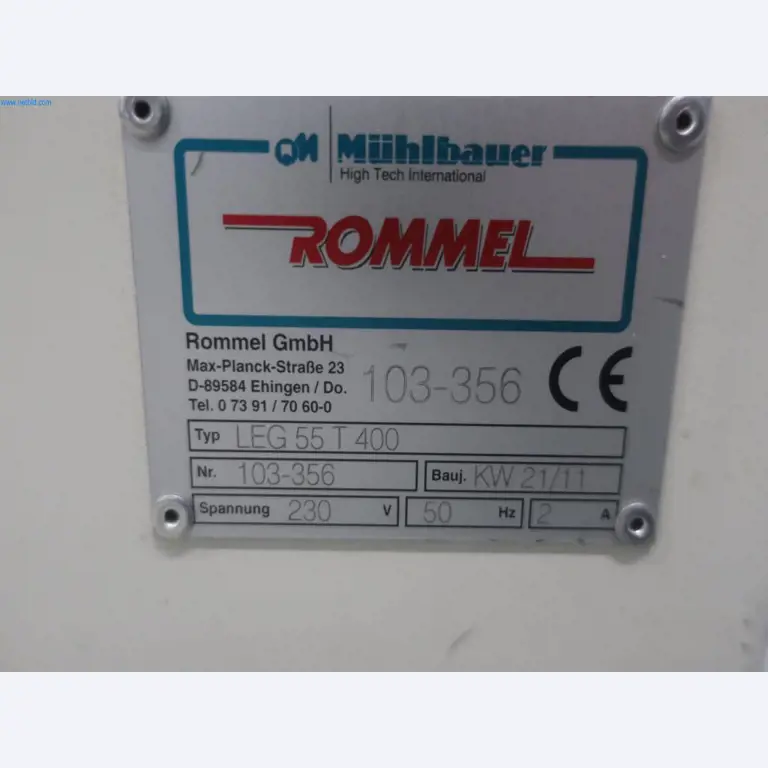 www.netbid.com
QM Mühlbauer
High Tech International
ROMMEL
Rommel GmbH
Max-Planck-Straße 23
D-89584 Ehingen / Do.
Tel. 0 73 91 / 70 60-0
103-356 CE
Typ LEG 55 T 400
Nr. 103-356 Bauj. KW 21/11
Spannung 230 V 50 Hz 2 A